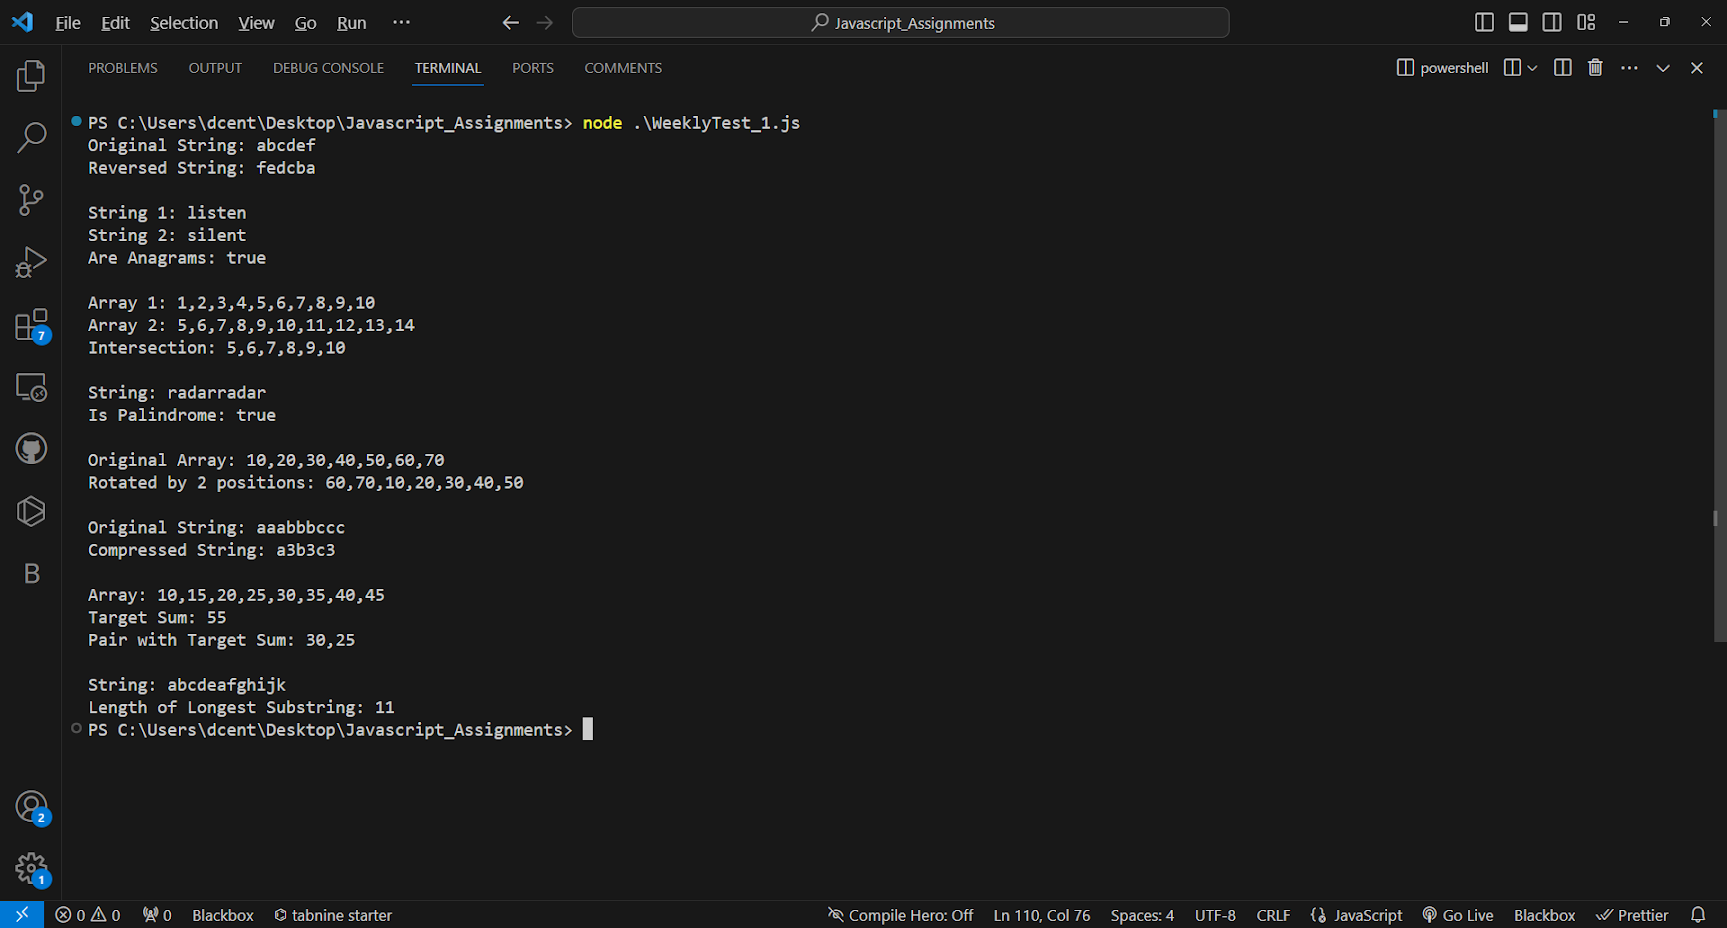 File Edit Selection View Go Run ··· Javascript_Assignments
PROBLEMS OUTPUT DEBUG CONSOLE TERMINAL PORTS COMMENTS powershell
PS C:\Users\dcent\Desktop\Javascript_Assignments> node .\WeeklyTest_1.js
Original String: abcdef
Reversed String: fedcba
String 1: listen
String 2: silent
Are Anagrams: true
Array 1: 1,2,3,4,5,6,7,8,9,10
Array 2: 5,6,7,8,9,10,11,12,13,14
Intersection: 5,6,7,8,9,10
String: radarradar
Is Palindrome: true
Original Array: 10,20,30,40,50,60,70
Rotated by 2 positions: 60,70,10,20,30,40,50
Original String: aaabbbccc
Compressed String: a3b3c3
Array: 10,15,20,25,30,35,40,45
Target Sum: 55
Pair with Target Sum: 30,25
String: abcdeafghijk
Length of Longest Substring: 11
PS C:\Users\dcent\Desktop\Javascript_Assignments>
7
B
2
1
0 0 0 Blackbox tabnine starter Compile Hero: Off Ln 110, Col 76 Spaces: 4 UTF-8 CRLF JavaScript Go Live Blackbox Prettier